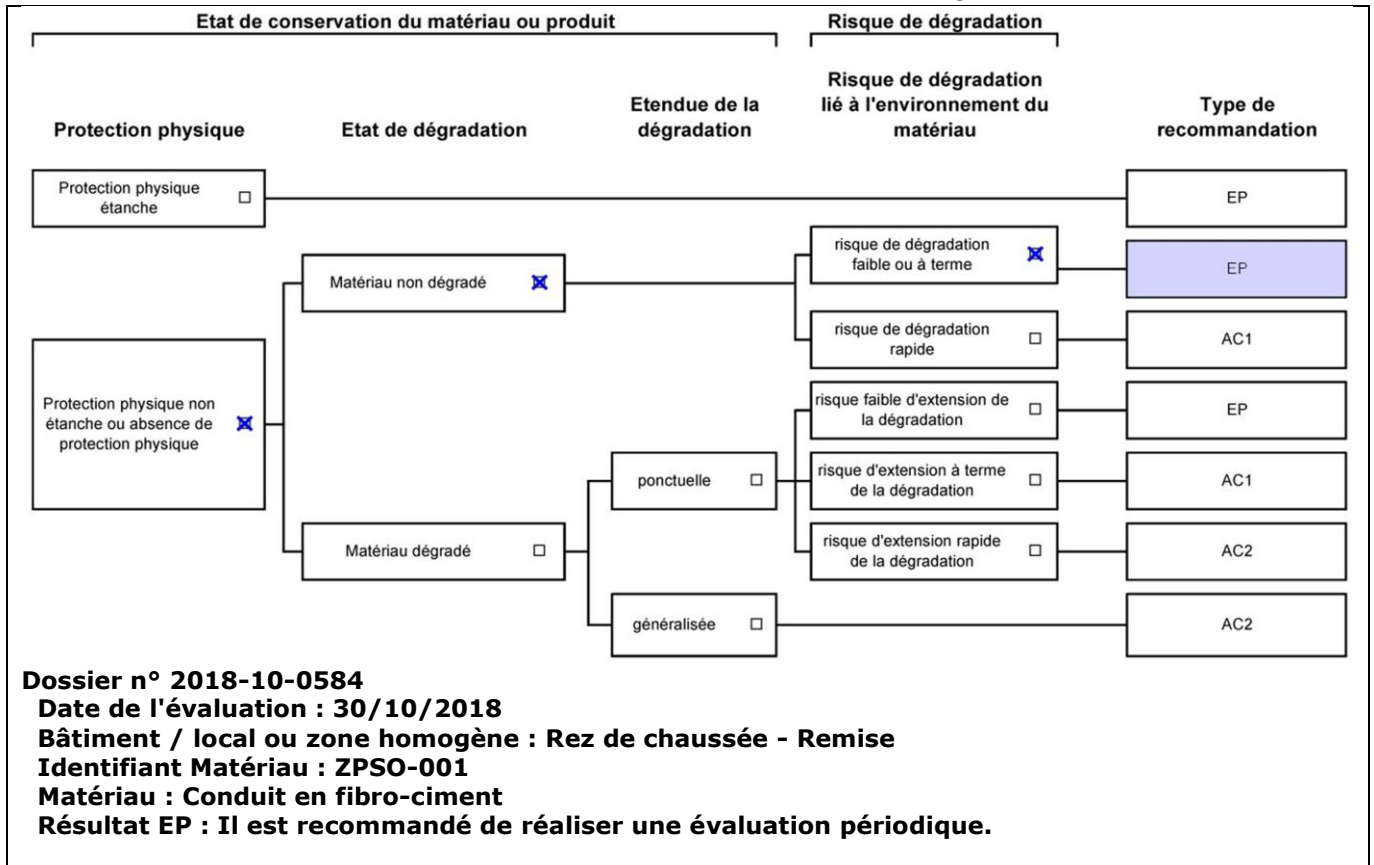 Etat de conservation du matériau ou produit
Risque de dégradation
Protection physique
Etat de dégradation
Etendue de la
dégradation
Risque de dégradation
lié à l'environnement du
matériau
Type de
recommandation
Protection physique
étanche
EP
risque de dégradation
faible ou à terme
EP
Matériau non dégradé
risque de dégradation
rapide
AC1
Protection physique non
étanche ou absence de
protection physique
risque faible d'extension de
la dégradation
EP
ponctuelle
risque d'extension à terme
de la dégradation
AC1
Matériau dégradé
risque d'extension rapide
de la dégradation
AC2
généralisée
AC2
Dossier n° 2018-10-0584
Date de l'évaluation : 30/10/2018
Bâtiment / local ou zone homogène : Rez de chaussée - Remise
Identifiant Matériau : ZPSO-001
Matériau : Conduit en fibro-ciment
Résultat EP : Il est recommandé de réaliser une évaluation périodique.